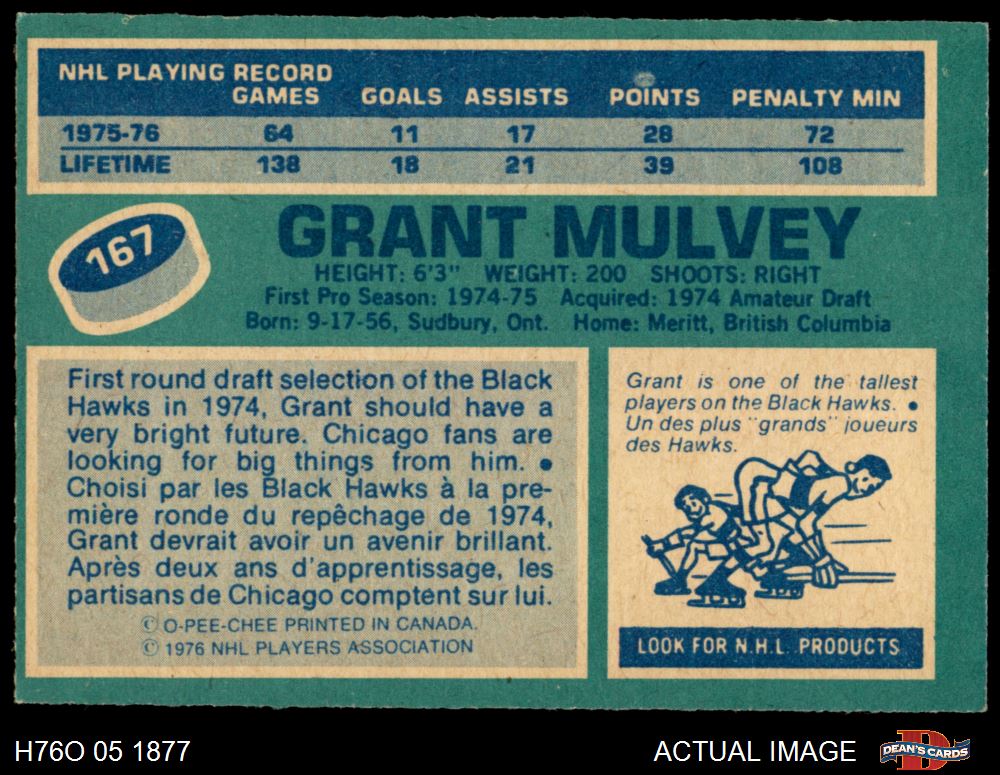 NHL PLAYING RECORD
GAMES GOALS ASSISTS POINTS PENALTY MIN
1975-76 64 11 17 28 72
LIFETIME 138 18 21 39 108
167
GRANT MULVEY
HEIGHT: 6'3" WEIGHT: 200 SHOOTS: RIGHT
First Pro Season: 1974-75 Acquired: 1974 Amateur Draft
Born: 9-17-56, Sudbury, Ont. Home: Meritt, British Columbia
First round draft selection of the Black
Hawks in 1974, Grant should have a
very bright future. Chicago fans are
looking for big things from him. •
Choisi par les Black Hawks à la pre-
mière ronde du repêchage de 1974,
Grant devrait avoir un avenir brillant.
Après deux ans d'apprentissage, les
partisans de Chicago comptent sur lui.
© O-PEE-CHEE PRINTED IN CANADA.
© 1976 NHL PLAYERS ASSOCIATION
Grant is one of the tallest
players on the Black Hawks. •
Un des plus "grands" joueurs
des Hawks.
LOOK FOR N.H.L. PRODUCTS
H76O 05 1877
ACTUAL IMAGE
D
DEAN'S CARDS